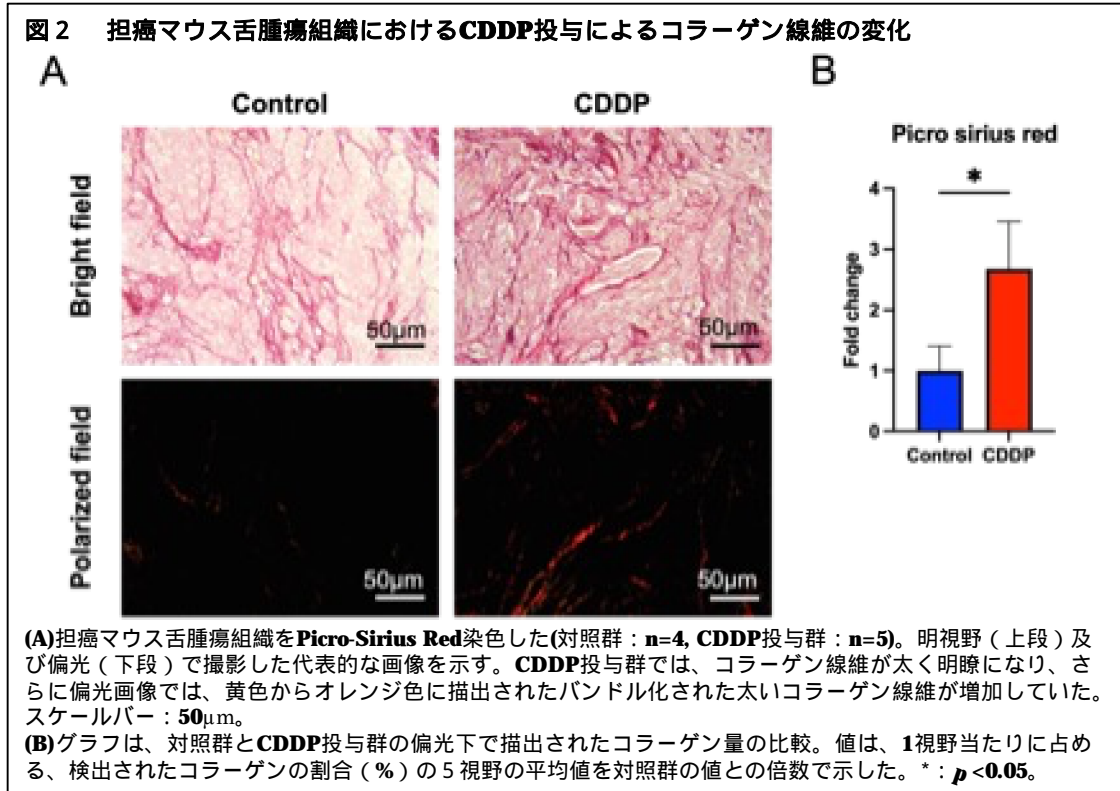 図2 担癌マウス舌腫瘍組織におけるCDDP投与によるコラーゲン線維の変化
A
B
Control
CDDP
Bright field
50μm
50μm
Polarized field
50μm
50μm
Picro sirius red
*
Fold change
4
3
2
1
0
Control CDDP
(A)担癌マウス舌腫瘍組織をPicro-Sirius Red染色した(対照群：n=4, CDDP投与群：n=5)。明視野（上段）及
び偏光（下段）で撮影した代表的な画像を示す。CDDP投与群では、コラーゲン線維が太く明瞭になり、さ
らに偏光画像では、黄色からオレンジ色に描出されたバンドル化された太いコラーゲン線維が増加していた。
スケールバー：50μm。
(B)グラフは、対照群とCDDP投与群の偏光下で描出されたコラーゲン量の比較。値は、1視野当たりに占め
る、検出されたコラーゲンの割合（%）の５視野の平均値を対照群の値との倍数で示した。*：p <0.05。